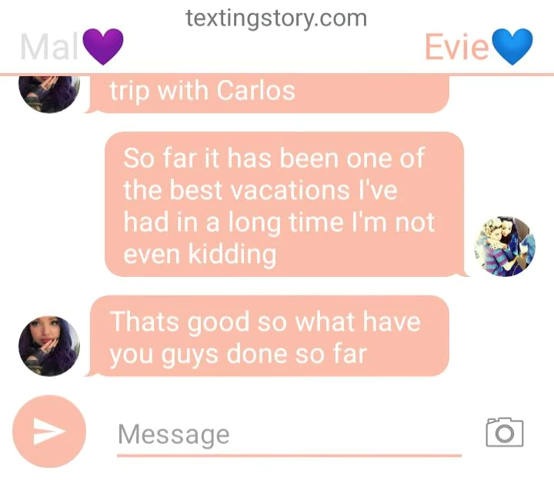 textingstory.com
Mal💜
Evie💙
trip with Carlos
So far it has been one of
the best vacations I've
had in a long time I'm not
even kidding
Thats good so what have
you guys done so far
Message